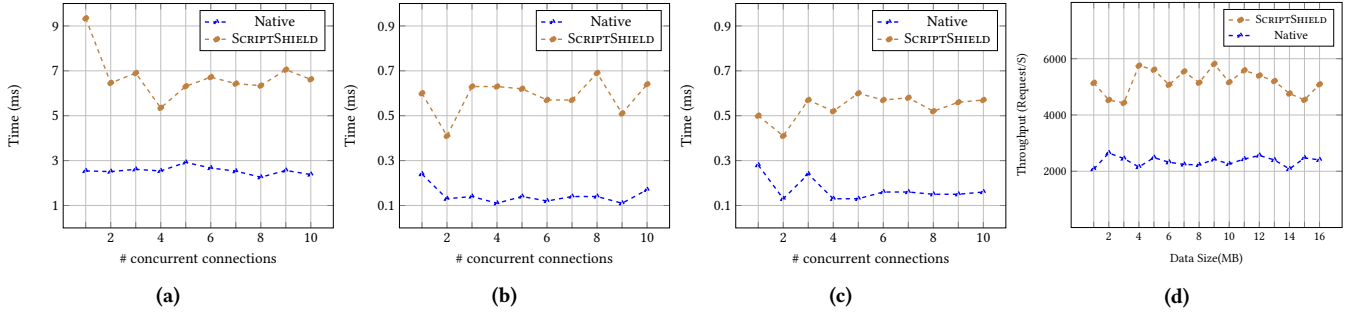 9
7
5
3
1
2 4 6 8 10
Time (ms)
# concurrent connections
Native
SCRIPTSHIELD
(a)
0.9
0.7
0.5
0.3
0.1
2 4 6 8 10
Time (ms)
# concurrent connections
Native
SCRIPTSHIELD
(b)
0.9
0.7
0.5
0.3
0.1
2 4 6 8 10
Time (ms)
# concurrent connections
Native
SCRIPTSHIELD
(c)
6000
4000
2000
2 4 6 8 10 12 13 14 16
Throughput (Request/S)
Data Size(MB)
SCRIPTSHIELD
Native
(d)